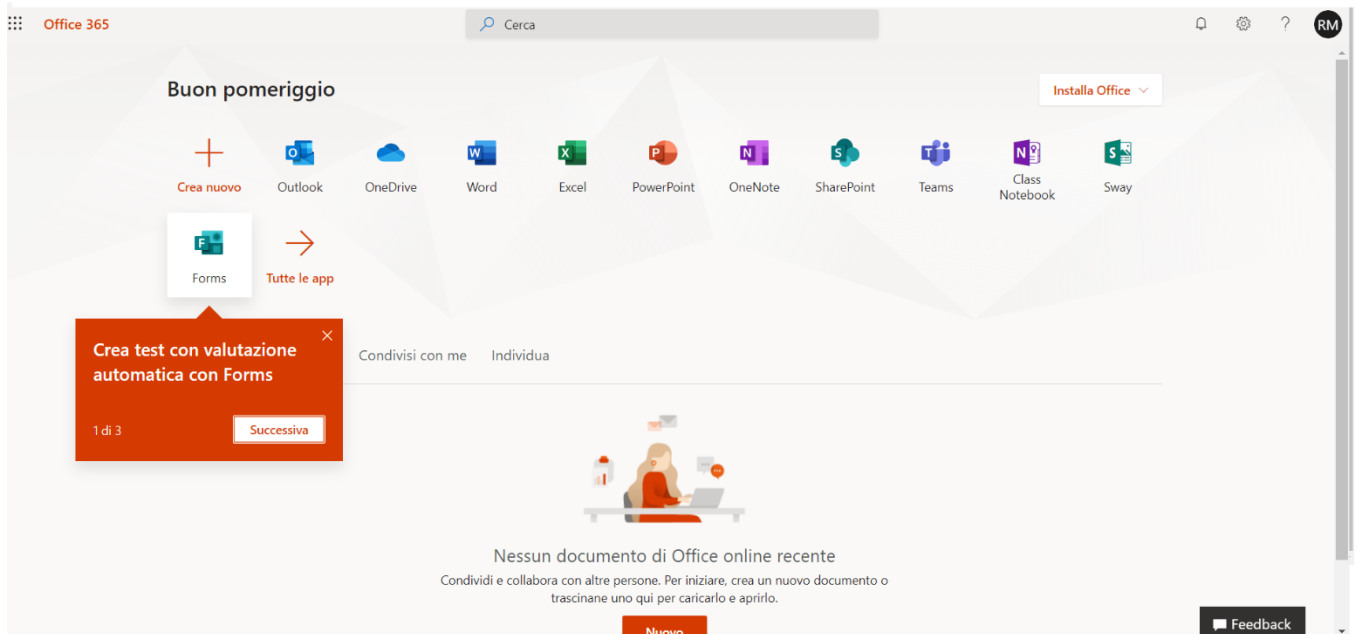 Office 365
Cerca
RM
Buon pomeriggio
Installa Office
Crea nuovo
Outlook
OneDrive
Word
Excel
PowerPoint
OneNote
SharePoint
Teams
Class
Notebook
Sway
Forms
Tutte le app
Crea test con valutazione
automatica con Forms
1 di 3
Successiva
Condivisi con me
Individua
Nessun documento di Office online recente
Condividi e collabora con altre persone. Per iniziare, crea un nuovo documento o
trascinane uno qui per caricarlo e aprirlo.
Nuovo
Feedback